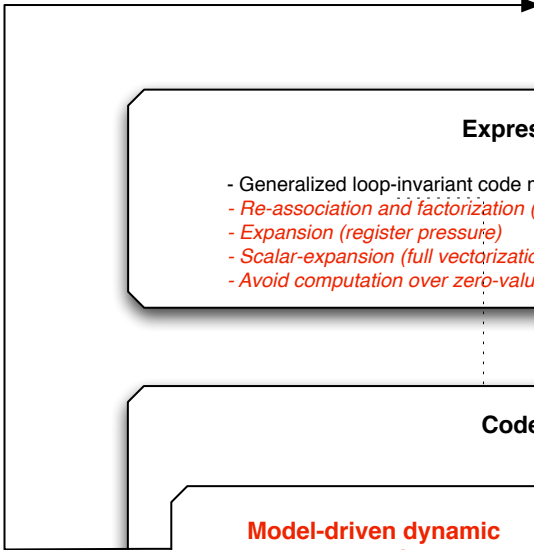 Expres
- Generalized loop-invariant code
- Re-association and factorization (
- Expansion (register pressure)
- Scalar-expansion (full vectorizatio
- Avoid computation over zero-valu
Code
Model-driven dynamic